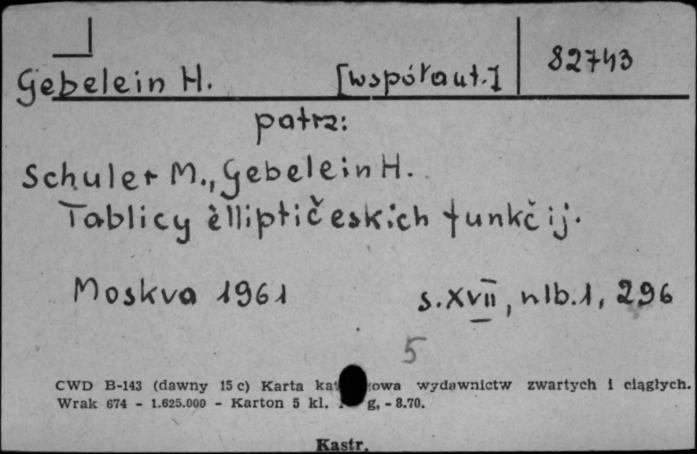 Gebelein H. [współaut.] 82743
patrz:
Schuler M., Gebelein H.
Tablicy èlliptičeskich funkčij.
Moskva 1961 s. XVII, nlb. 1, 296
5
CWD B-143 (dawny 15 c) Karta wydawnictw zwartych i ciągłych.
Wrak 674 - 1.625.000 - Karton 5 kl. g, - 8.70.
Kastr.